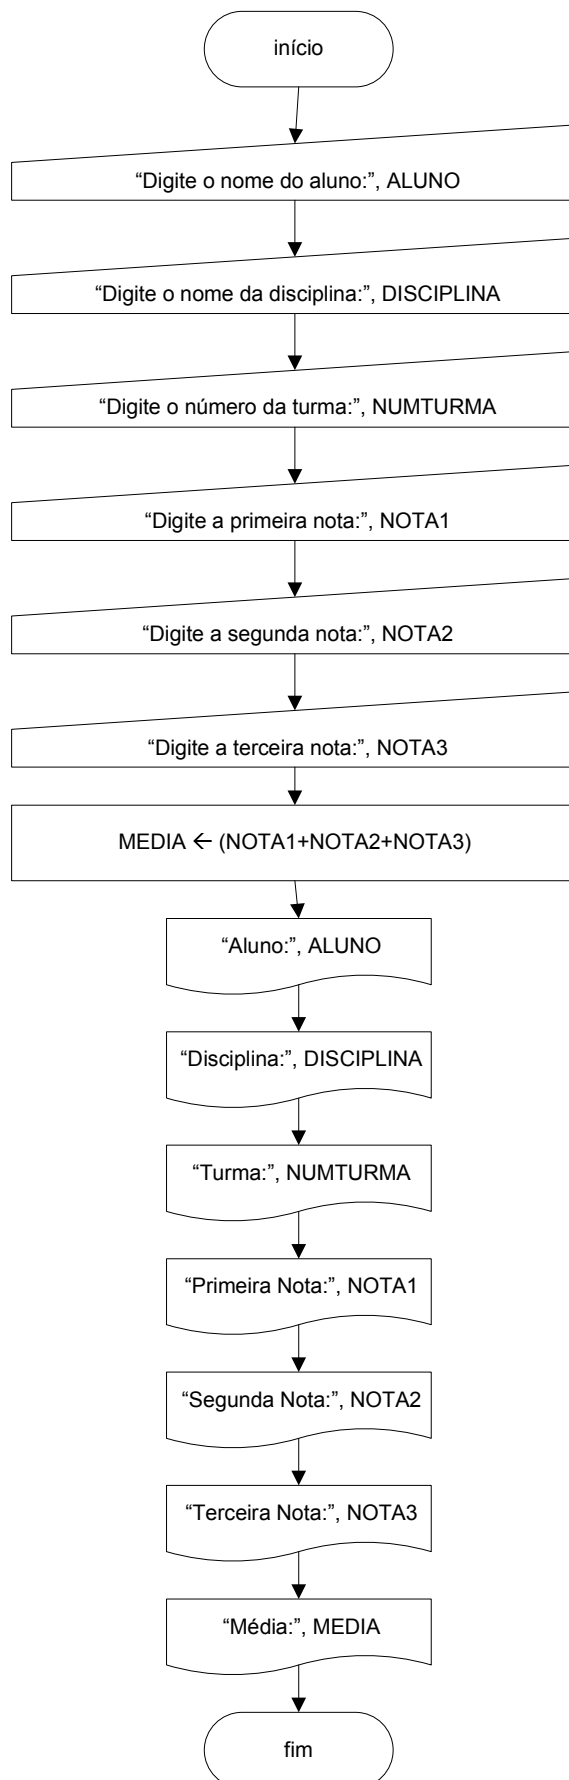 início
“Digite o nome do aluno:”, ALUNO
“Digite o nome da disciplina:”, DISCIPLINA
“Digite o número da turma:”, NUMTURMA
“Digite a primeira nota:”, NOTA1
“Digite a segunda nota:”, NOTA2
“Digite a terceira nota:”, NOTA3
MEDIA ← (NOTA1+NOTA2+NOTA3)
“Aluno:”, ALUNO
“Disciplina:”, DISCIPLINA
“Turma:”, NUMTURMA
“Primeira Nota:”, NOTA1
“Segunda Nota:”, NOTA2
“Terceira Nota:”, NOTA3
“Média:”, MEDIA
fim